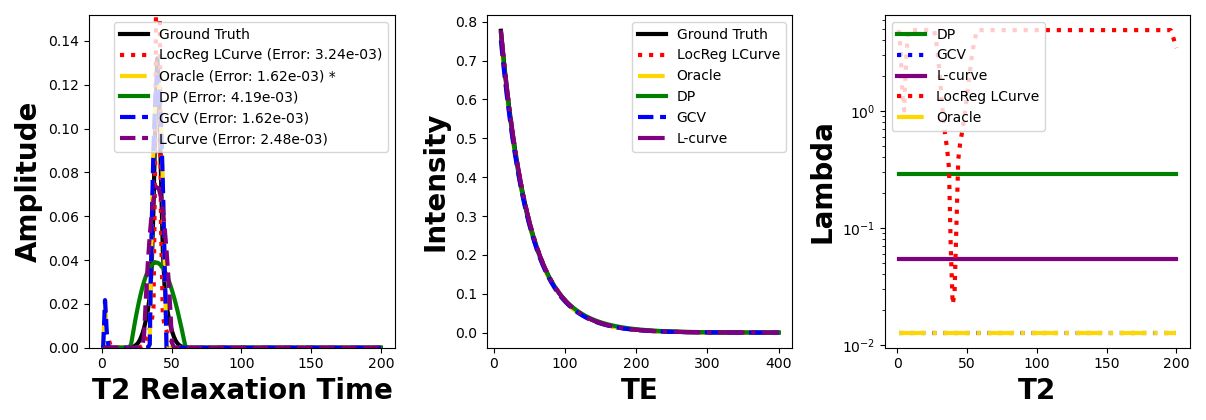 Amplitude
0.14
0.12
0.10
0.08
0.06
0.04
0.02
0.00
Ground Truth
LocReg LCurve (Error: 3.24e-03)
Oracle (Error: 1.62e-03) *
DP (Error: 4.19e-03)
GCV (Error: 1.62e-03)
LCurve (Error: 2.48e-03)
0 50 100 150 200
T2 Relaxation Time
Intensity
0.8
0.7
0.6
0.5
0.4
0.3
0.2
0.1
0.0
Ground Truth
LocReg LCurve
Oracle
DP
GCV
L-curve
0 100 200 300 400
TE
Lambda
10⁰
10⁻¹
10⁻²
DP
GCV
L-curve
LocReg LCurve
Oracle
0 50 100 150 200
T2